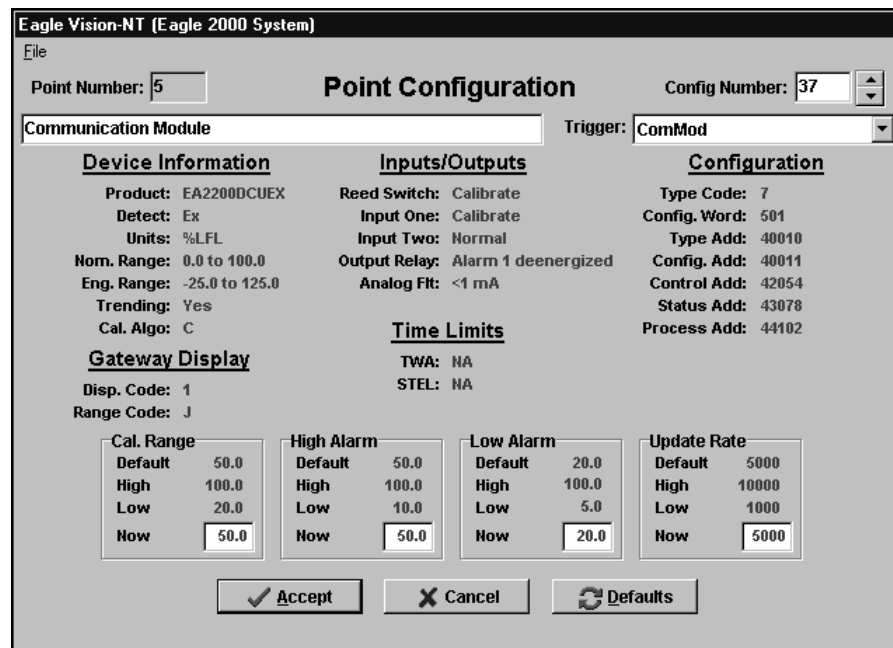 Eagle Vision-NT (Eagle 2000 System)
File
Point Number: 5
Point Configuration
Config Number: 37
Communication Module
Trigger: ComMod
Device Information
Product: EA2200DCUEX
Detect: Ex
Units: %LFL
Nom. Range: 0.0 to 100.0
Eng. Range: -25.0 to 125.0
Trending: Yes
Cal. Algo: C
Gateway Display
Disp. Code: 1
Range Code: J
Inputs/Outputs
Reed Switch: Calibrate
Input One: Calibrate
Input Two: Normal
Output Relay: Alarm 1 deenergized
Analog Flt: <1 mA
Time Limits
TWA: NA
STEL: NA
Configuration
Type Code: 7
Config. Word: 501
Type Add: 40010
Config. Add: 40011
Control Add: 42054
Status Add: 43078
Process Add: 44102
Cal. Range
Default 50.0
High 100.0
Low 20.0
Now 50.0
High Alarm
Default 50.0
High 100.0
Low 10.0
Now 50.0
Low Alarm
Default 20.0
High 100.0
Low 5.0
Now 20.0
Update Rate
Default 5000
High 10000
Low 1000
Now 5000
Accept
Cancel
Defaults